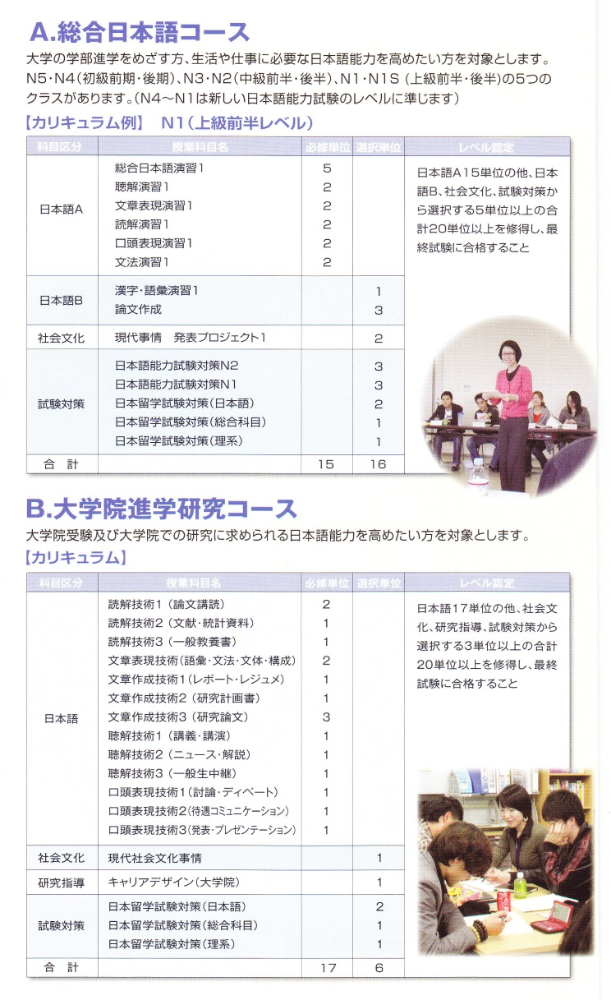 A.総合日本語コース
大学の学部進学をめざす方、生活や仕事に必要な日本語能力を高めたい方を対象とします。
N5・N4(初級前期・後期)、N3・N2(中級前半・後半)、N1・N1S (上級前半・後半)の5つの
クラスがあります。(N4～N1は新しい日本語能力試験のレベルに準じます)
【カリキュラム例】 N1(上級前半レベル)
科目区分 授業科目名 必修単位 選択単位 レベル認定
日本語A
総合日本語演習1 5
聴解演習1 2
文章表現演習1 2
読解演習1 2
口頭表現演習1 2
文法演習1 2
日本語A15単位の他、日本
語B、社会文化、試験対策か
ら選択する5単位以上の合
計20単位以上を修得し、最
終試験に合格すること
日本語B
漢字・語彙演習1 1
論文作成 3
社会文化 現代事情 発表プロジェクト1 2
試験対策
日本語能力試験対策N2 3
日本語能力試験対策N1 3
日本留学試験対策(日本語) 2
日本留学試験対策(総合科目) 1
日本留学試験対策(理系) 1
合 計 15 16
B.大学院進学研究コース
大学院受験及び大学院での研究に求められる日本語能力を高めたい方を対象とします。
【カリキュラム】
科目区分 授業科目名 必修単位 選択単位 レベル認定
日本語
読解技術1 (論文講読) 2
読解技術2 (文献・統計資料) 1
読解技術3 (一般教養書) 1
文章表現技術(語彙・文法・文体・構成) 2
文章作成技術1(レポート・レジュメ) 1
文章作成技術2 (研究計画書) 1
文章作成技術3 (研究論文) 3
聴解技術1 (講義・講演) 1
聴解技術2 (ニュース・解説) 1
聴解技術3 (一般生中継) 1
口頭表現技術1(討論・ディベート) 1
口頭表現技術2(待遇コミュニケーション) 1
口頭表現技術3(発表・プレゼンテーション) 1
日本語17単位の他、社会文
化、研究指導、試験対策から
選択する3単位以上の合計
20単位以上を修得し、最終
試験に合格すること
社会文化 現代社会文化事情 1
研究指導 キャリアデザイン(大学院) 1
試験対策
日本留学試験対策(日本語) 2
日本留学試験対策(総合科目) 1
日本留学試験対策(理系) 1
合 計 17 6